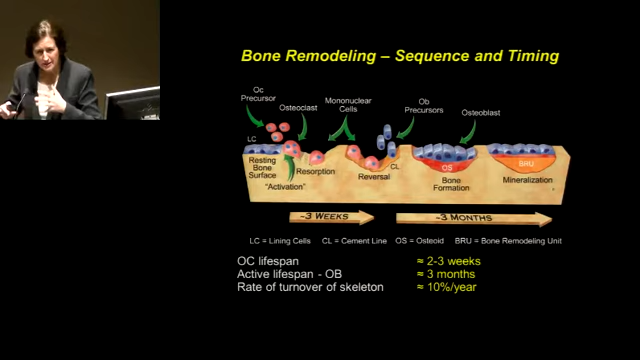 Bone Remodeling – Sequence and Timing
Oc
Precursor
Osteoclast
Mononuclear
Cells
Ob
Precursors
Osteoblast
LC
CL
OS
BRU
Resting
Bone
Surface
Resorption
"Activation"
Reversal
Bone
Formation
Mineralization
~3 WEEKS
~3 MONTHS
LC = Lining Cells CL = Cement Line OS = Osteoid BRU = Bone Remodeling Unit
OC lifespan ≈ 2-3 weeks
Active lifespan - OB ≈ 3 months
Rate of turnover of skeleton ≈ 10%/year